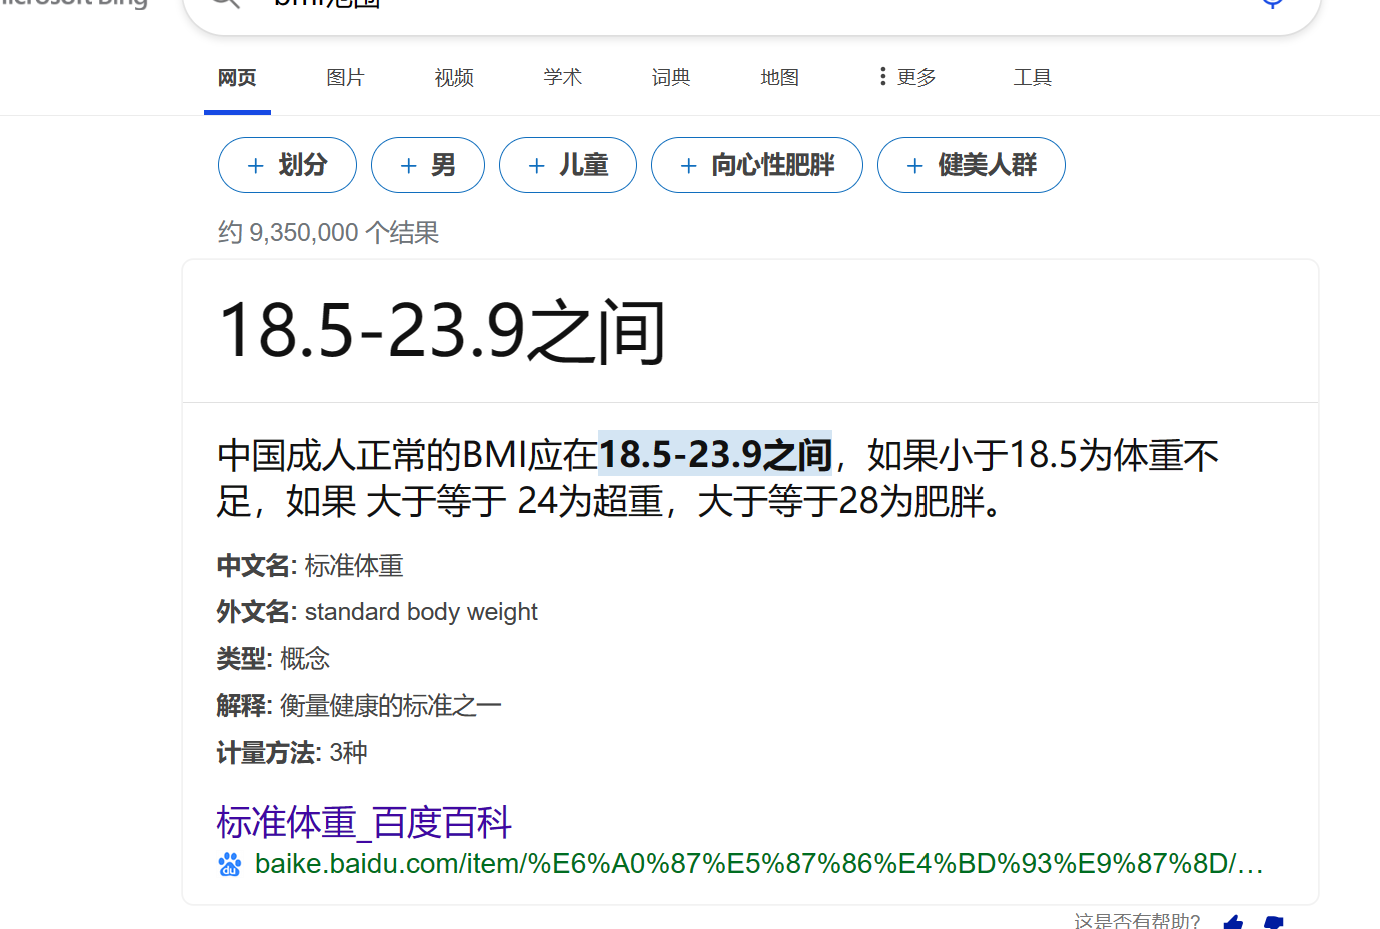 Microsoft Bing
bmi范围
网页 图片 视频 学术 词典 地图 更多 工具
+ 划分 + 男 + 儿童 + 向心性肥胖 + 健美人群
约 9,350,000 个结果
18.5-23.9之间
中国成人正常的BMI应在18.5-23.9之间，如果小于18.5为体重不
足，如果 大于等于 24为超重，大于等于28为肥胖。
中文名: 标准体重
外文名: standard body weight
类型: 概念
解释: 衡量健康的标准之一
计量方法: 3种
标准体重_百度百科
du baike.baidu.com/item/%E6%A0%87%E5%87%86%E4%BD%93%E9%87%8D/…
这是否有帮助?